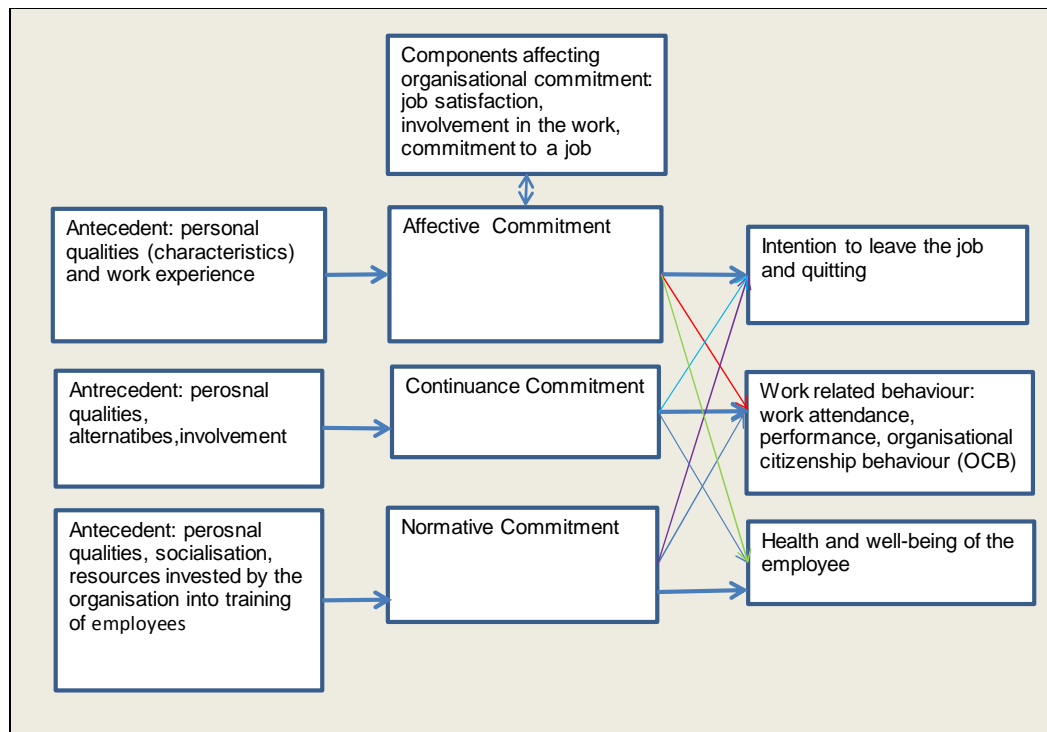 Components affecting
organisational commitment:
job satisfaction,
involvement in the work,
commitment to a job
Antecedent: personal
qualities (characteristics)
and work experience
Affective Commitment
Intention to leave the job
and quitting
Antrecedent: perosnal
qualities,
alternatibes,involvement
Continuance Commitment
Work related behaviour:
work attendance,
performance, organisational
citizenship behaviour (OCB)
Antecedent: perosnal
qualities, socialisation,
resources invested by the
organisation into training
of employees
Normative Commitment
Health and well-being of the
employee